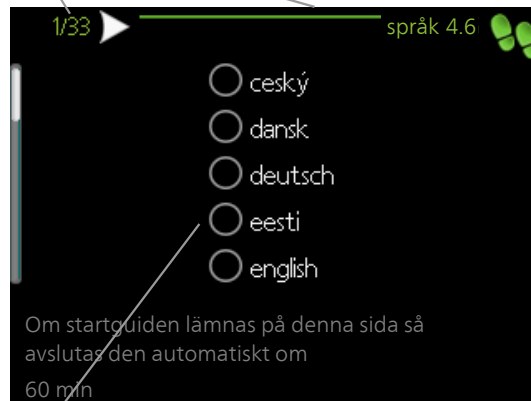 1/33
språk 4.6
ceský
dansk
deutsch
eesti
english
Om startguiden lämnas på denna sida så
avslutas den automatiskt om
60 min